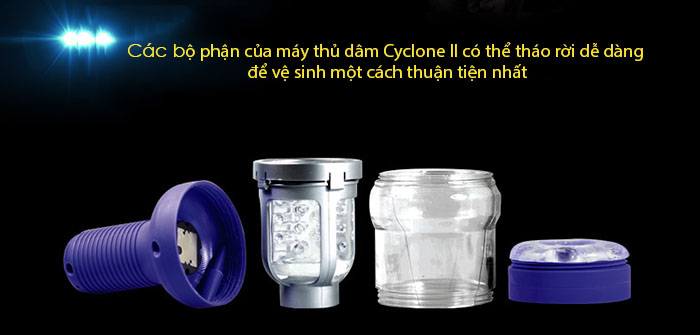 Các bộ phận của máy thủ dâm Cyclone II có thể tháo rời dễ dàng
để vệ sinh một cách thuận tiện nhất